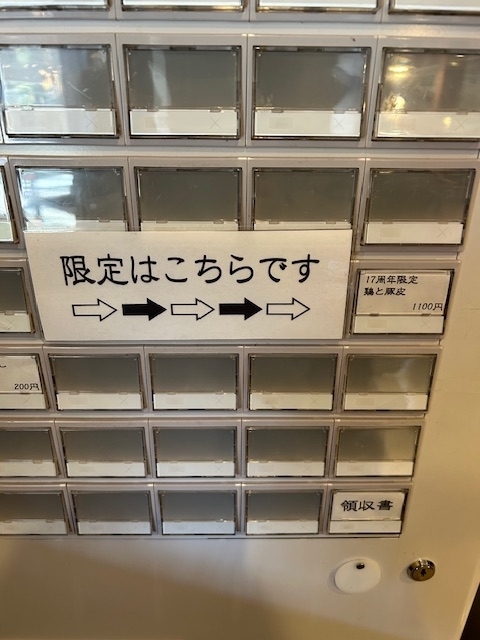 限定はこちらです
⇨➡⇨➡⇨
17周年限定
鶏と豚皮
1100円
200円
領収書